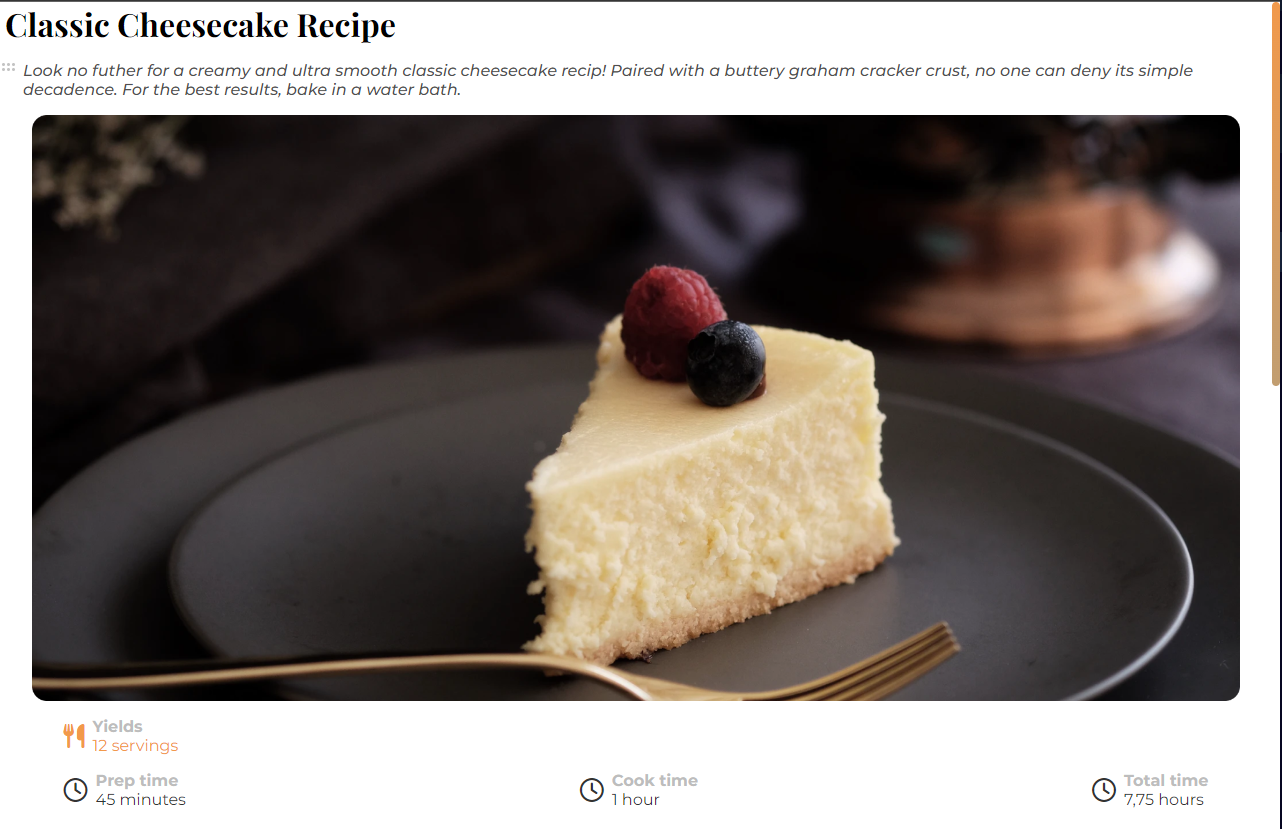 Classic Cheesecake Recipe
Look no futher for a creamy and ultra smooth classic cheesecake recip! Paired with a buttery graham cracker crust, no one can deny its simple
decadence. For the best results, bake in a water bath.
Yields
12 servings
Prep time
45 minutes
Cook time
1 hour
Total time
7,75 hours